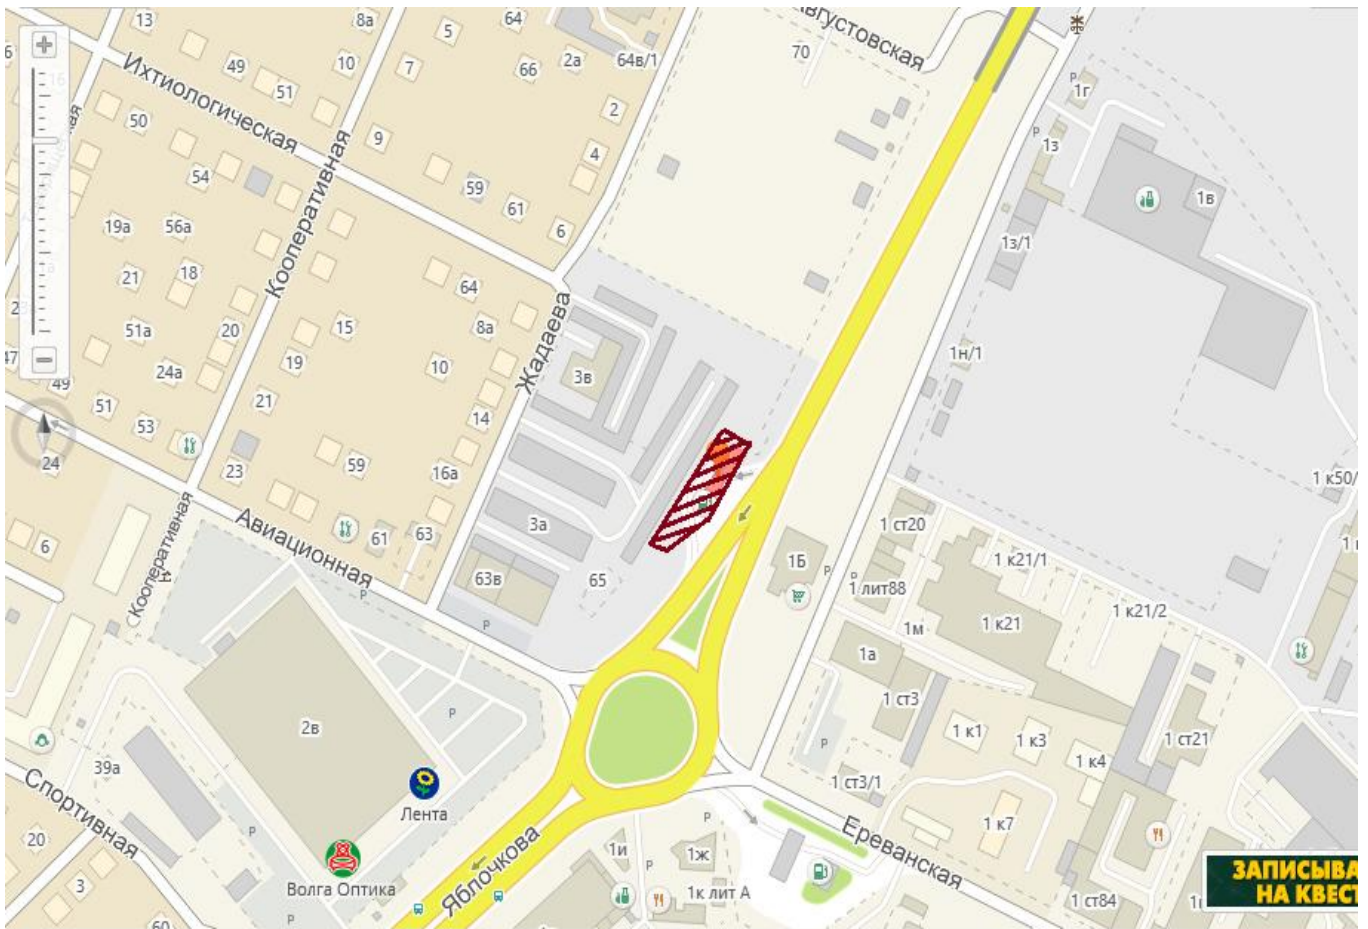 13
8а
5
64
2а
64в/1
Августовская
70
1г
Ихтиологическая
49
51
10
7
66
2
50
9
4
1з
54
59
61
6
1в
19а
56а
Кооперативная
1з/1
21
18
64
51а
20
15
8а
Жадаева
3в
1н/1
47
49
24а
19
10
51
53
21
14
24
23
59
16а
1 к50/
3а
1 ст20
6
Кооперативная
Авиационная
61
63
63в
65
1Б
1 лит88
1 к21/1
1м
1 к21
1 к21/2
P
1а
1 ст3
2в
P
39а
Лента
1 к1
1 к3
1 к4
1 ст21
1 ст3/1
Спортивная
20
3
Волга Оптика
Яблочкова
1и
1ж
1к лит А
Ереванская
1 к7
1 ст84
60
ЗАПИСЫВА
НА КВЕСТ